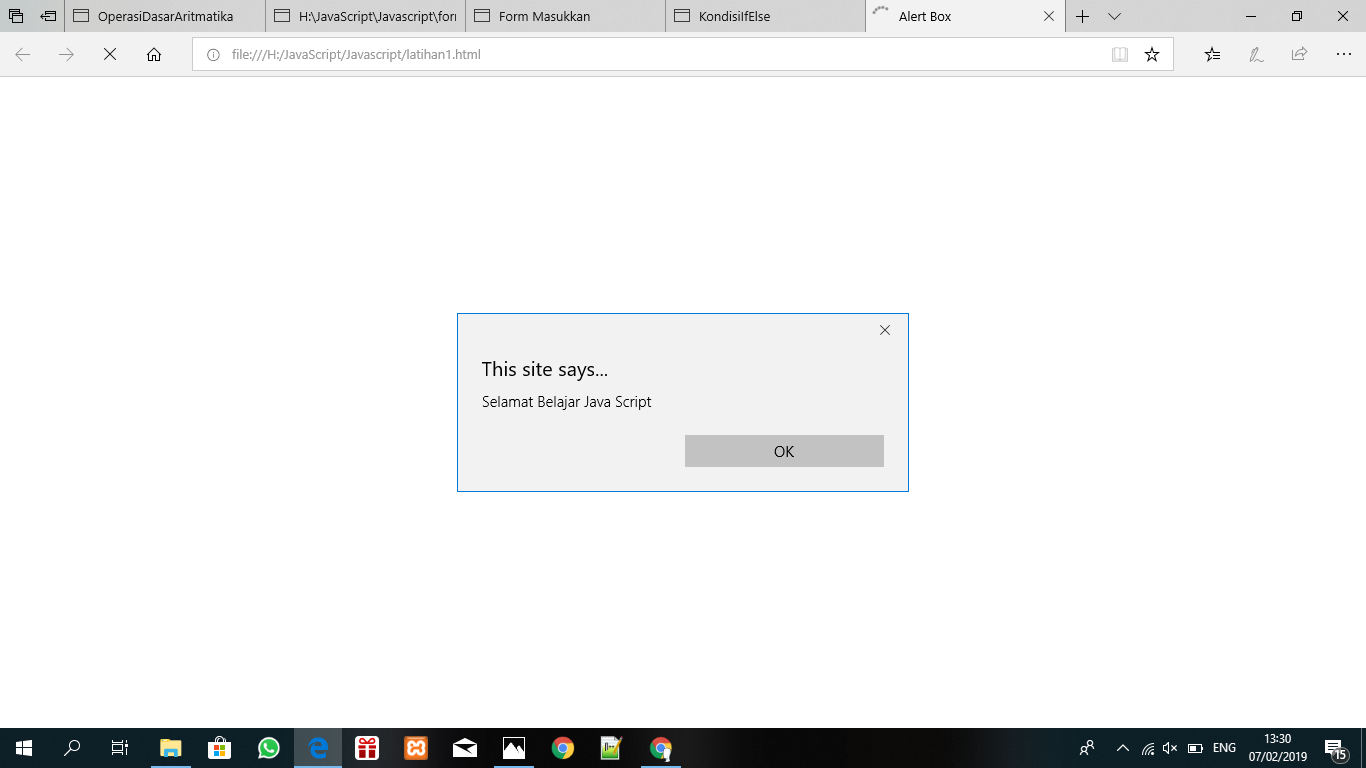 OperasiDasarAritmatika
H:\JavaScript\Javascript\forr
Form Masukkan
KondisiIfElse
Alert Box
file:///H:/JavaScript/Javascript/latihan1.html
This site says...
Selamat Belajar Java Script
OK
ENG
13:30
07/02/2019
15